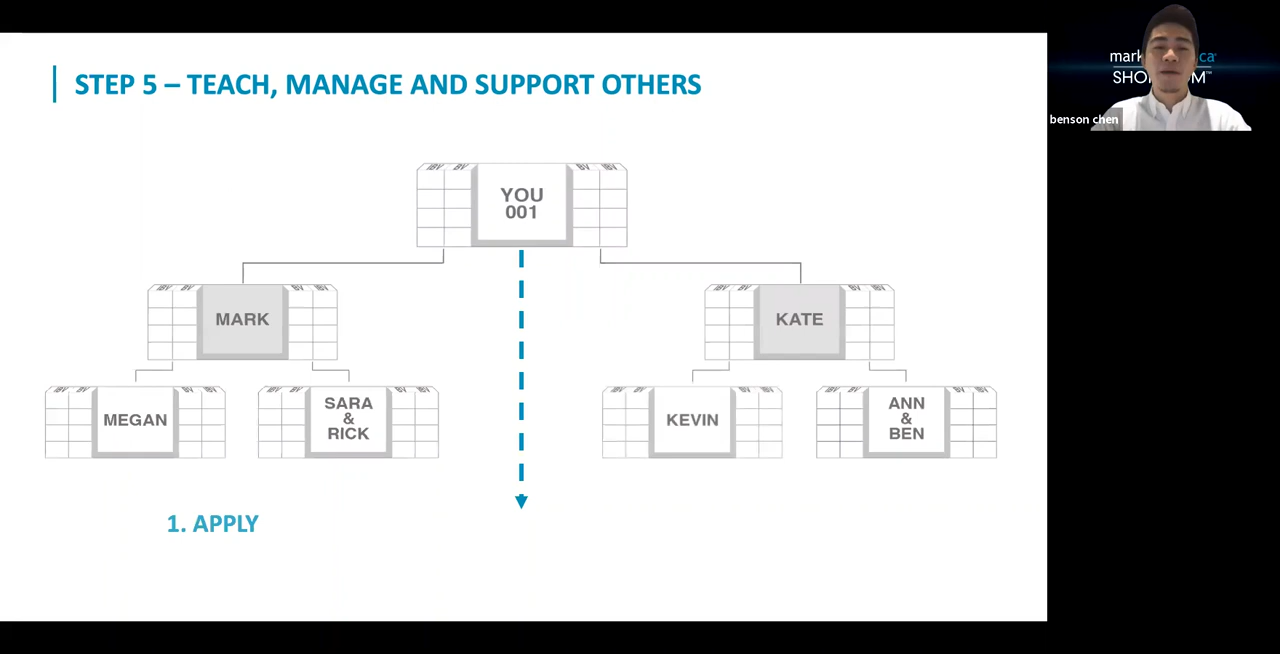 STEP 5 – TEACH, MANAGE AND SUPPORT OTHERS
benson chen
YOU
001
MARK
KATE
MEGAN
SARA
&
RICK
KEVIN
ANN
&
BEN
1. APPLY